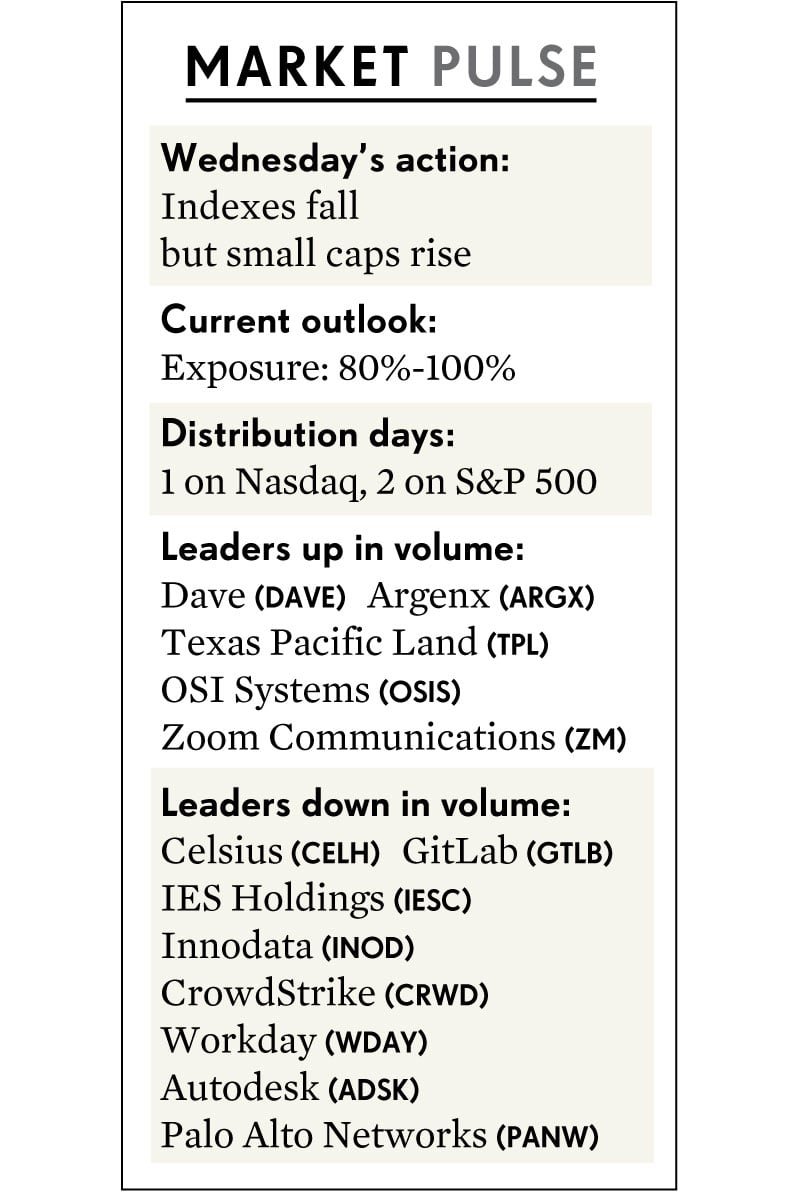 MARKET PULSE
Wednesday’s action:
Indexes fall
but small caps rise
Current outlook:
Exposure: 80%-100%
Distribution days:
1 on Nasdaq, 2 on S&P 500
Leaders up in volume:
Dave (DAVE) Argenx (ARGX)
Texas Pacific Land (TPL)
OSI Systems (OSIS)
Zoom Communications (ZM)
Leaders down in volume:
Celsius (CELH) GitLab (GTLB)
IES Holdings (IESC)
Innodata (INOD)
CrowdStrike (CRWD)
Workday (WDAY)
Autodesk (ADSK)
Palo Alto Networks (PANW)